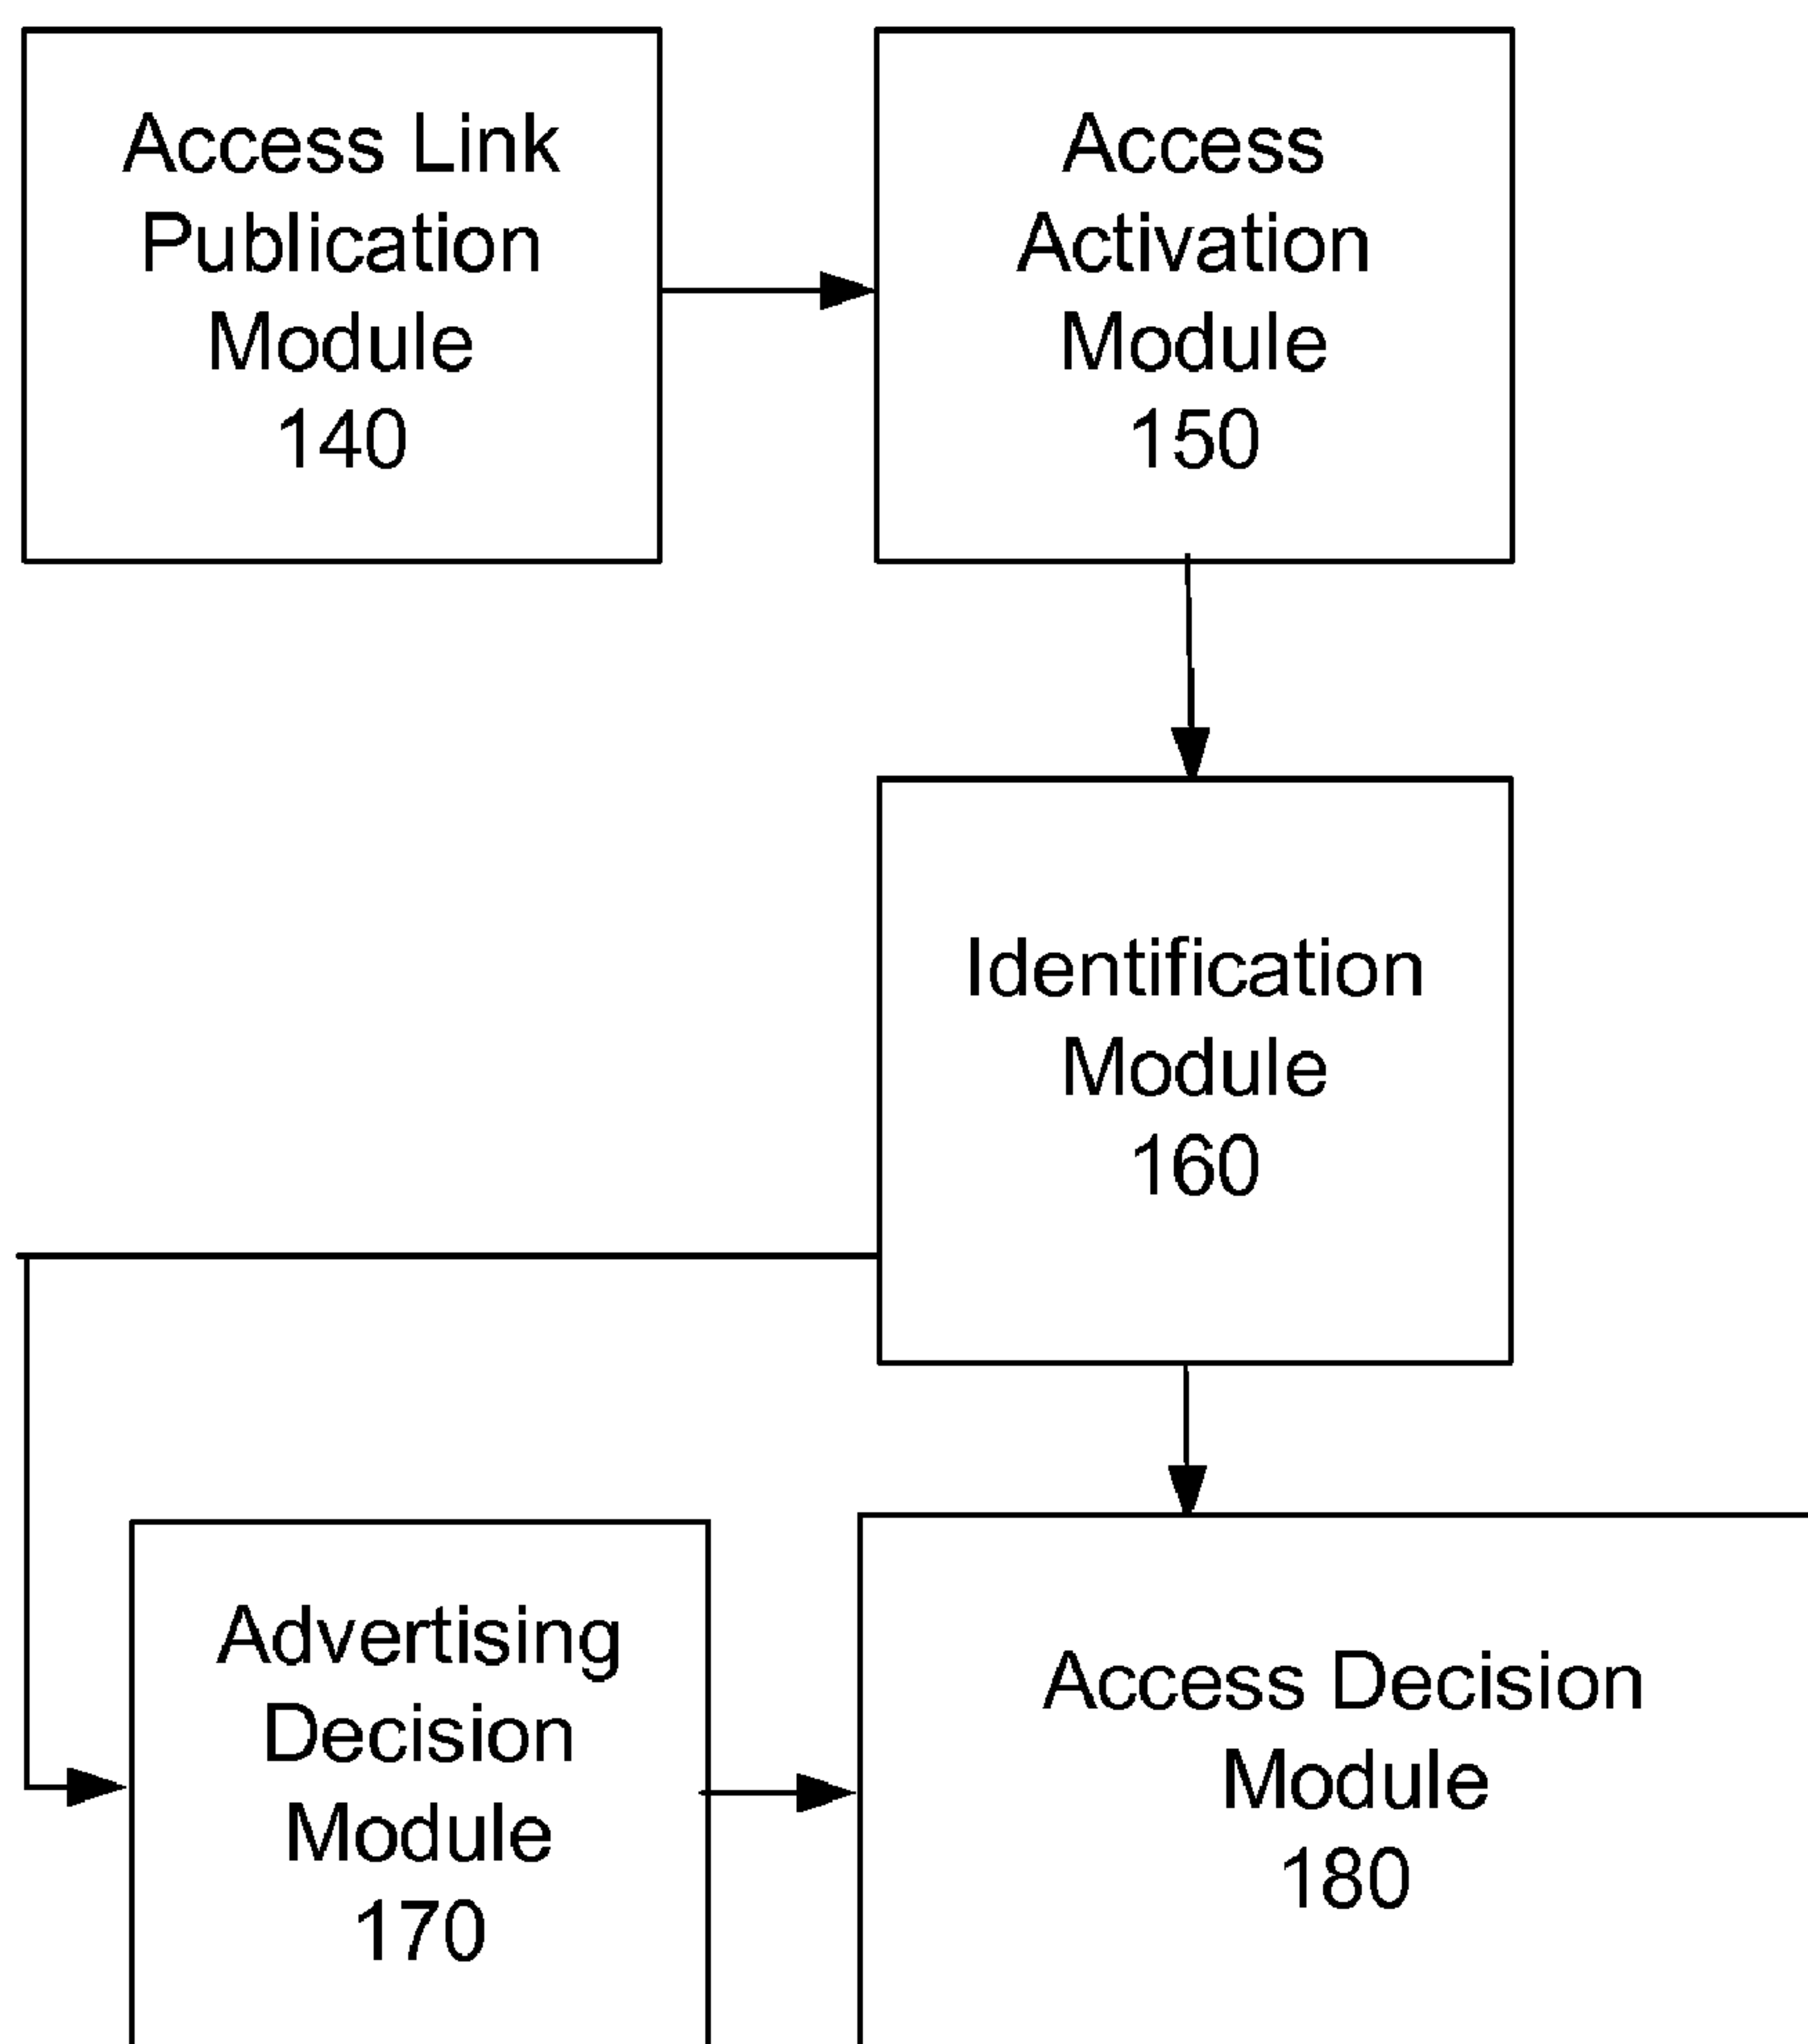 Access Link
Publication
Module
140
Access
Activation
Module
150
Identification
Module
160
Advertising
Decision
Module
170
Access Decision
Module
180